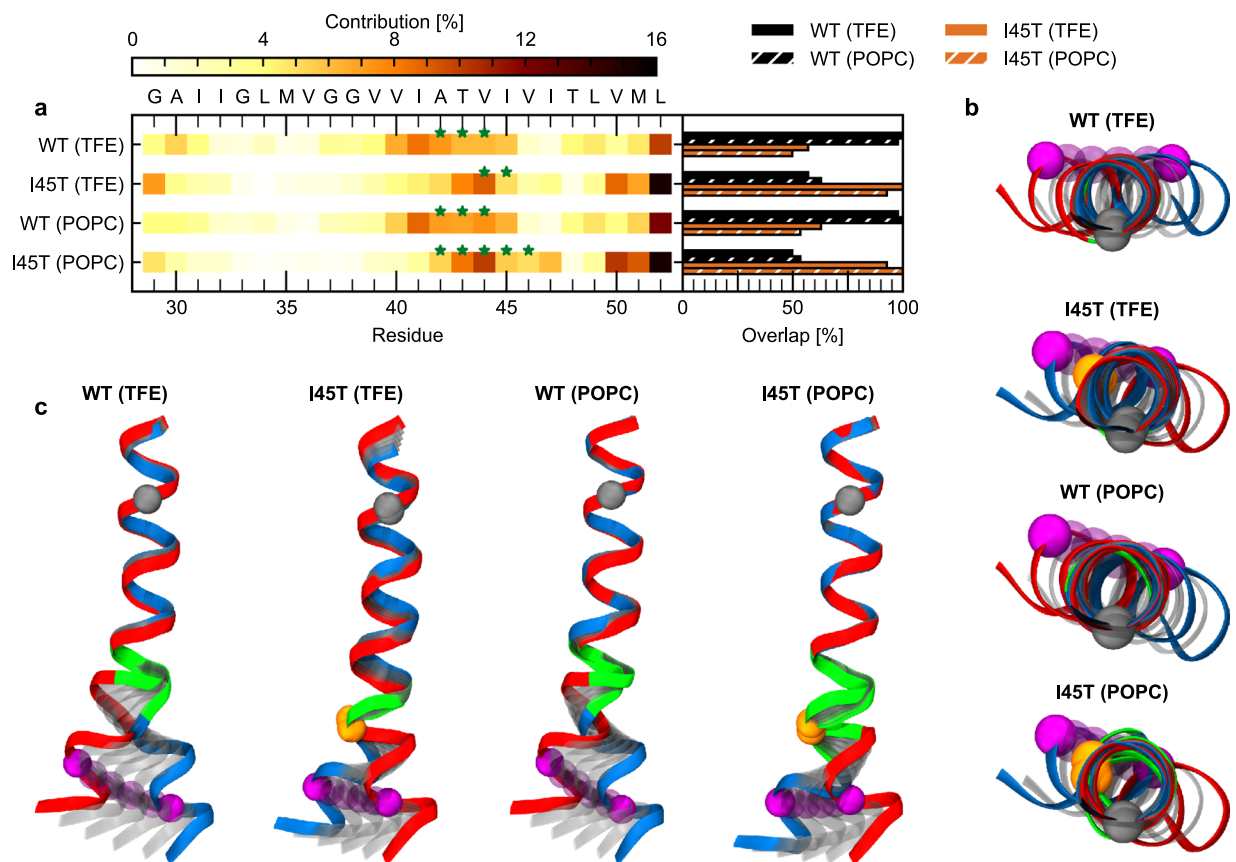 Contribution [%]
0 4 8 12 16
WT (TFE) I45T (TFE)
WT (POPC) I45T (POPC)
a
G A I I G L M V G G V V I A T V I V I T L V M L
WT (TFE)
I45T (TFE)
WT (POPC)
I45T (POPC)
30 35 40 45 50
Residue
0 50 100
Overlap [%]
b
WT (TFE)
I45T (TFE)
WT (POPC)
I45T (POPC)
c
WT (TFE) I45T (TFE) WT (POPC) I45T (POPC)